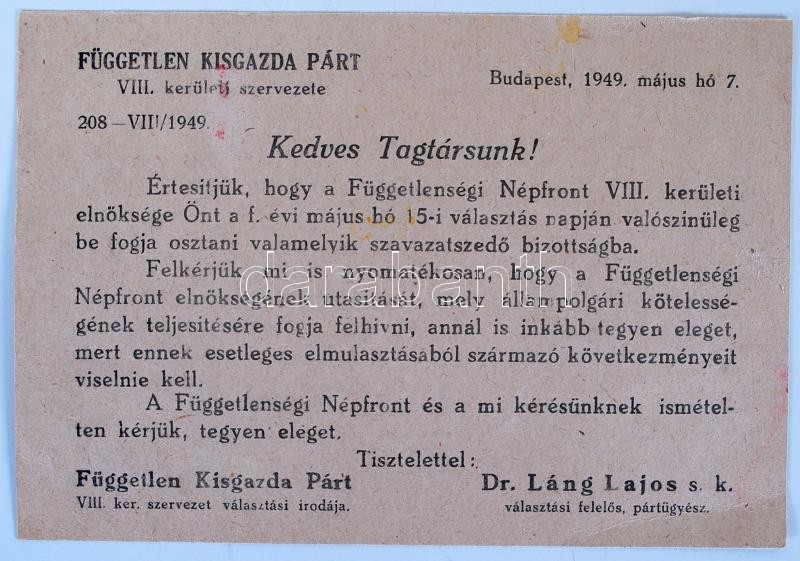 FÜGGETLEN KISGAZDA PÁRT
VIII. kerületi szervezete
Budapest, 1949. május hó 7.
208 – VIII/1949.
Kedves Tagtársunk!
Értesitjük, hogy a Függetlenségi Népfront VIII. kerületi
elnöksége Önt a f. évi május hó 15-i választás napján valószinüleg
be fogja osztani valamelyik szavazatszedő bizottságba.
Felkérjük mi is nyomatékosan, hogy a Függetlenségi
Népfront elnökségének utasitását, mely állampolgári kötelessé-
gének teljesitésére fogja felhivni, annál is inkább tegyen eleget,
mert ennek esetleges elmulasztásából származó következményeit
viselnie kell.
A Függetlenségi Népfront és a mi kérésünknek ismétel-
ten kérjük, tegyen eleget.
Tisztelettel:
Független Kisgazda Párt
VIII. ker. szervezet választási irodája.
Dr. Láng Lajos s. k.
választási felelős, pártügyész.
darabanth